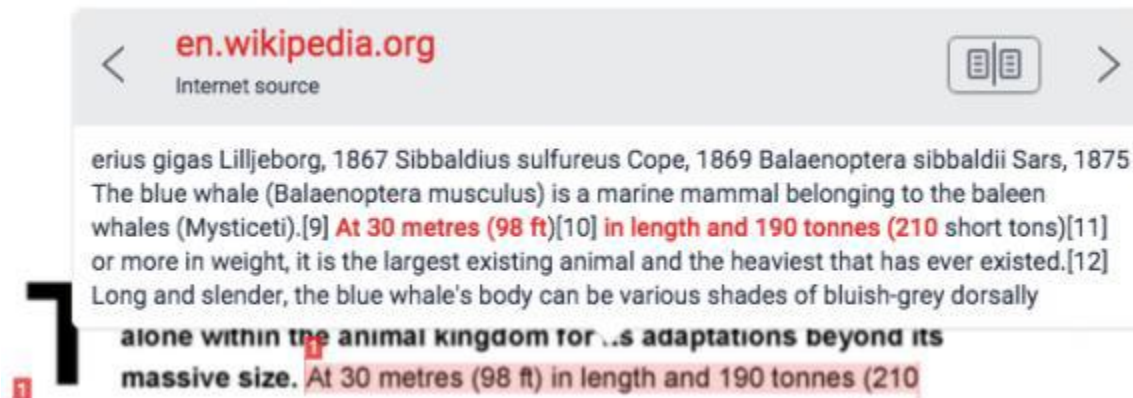 en.wikipedia.org
Internet source
erius gigas Lilljeborg, 1867 Sibbaldius sulfureus Cope, 1869 Balaenoptera sibbaldii Sars, 1875
The blue whale (Balaenoptera musculus) is a marine mammal belonging to the baleen
whales (Mysticeti).[9] At 30 metres (98 ft)[10] in length and 190 tonnes (210 short tons)[11]
or more in weight, it is the largest existing animal and the heaviest that has ever existed.[12]
Long and slender, the blue whale's body can be various shades of bluish-grey dorsally
alone within the animal kingdom for ..s adaptations beyond its
1
massive size. At 30 metres (98 ft) in length and 190 tonnes (210
1